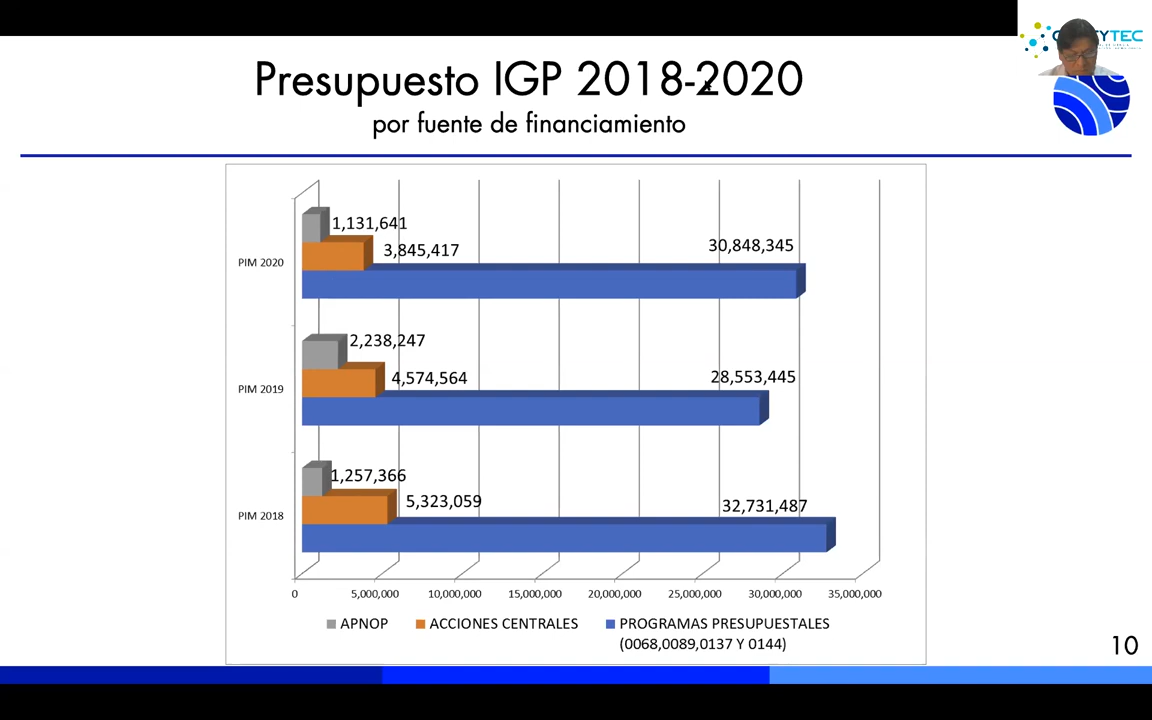 Presupuesto IGP 2018-2020
por fuente de financiamiento
1,131,641
3,845,417
30,848,345
PIM 2020
2,238,247
4,574,564
28,553,445
PIM 2019
1,257,366
5,323,059
32,731,487
PIM 2018
0 5,000,000 10,000,000 15,000,000 20,000,000 25,000,000 30,000,000 35,000,000
APNOP ACCIONES CENTRALES PROGRAMAS PRESUPUESTALES
(0068,0089,0137 Y 0144)
10